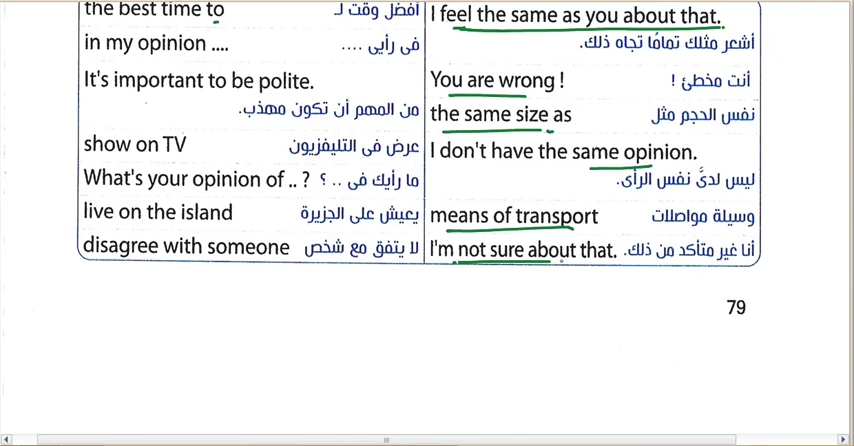 the best time to أفضل وقت لـ
in my opinion .... فى رأيى ....
It's important to be polite.
من المهم أن تكون مهذب.
show on TV عرض فى التليفزيون
What's your opinion of .. ? ما رأيك فى .. ؟
live on the island يعيش على الجزيرة
disagree with someone لا يتفق مع شخص
I feel the same as you about that.
أشعر مثلك تمامًا تجاه ذلك.
You are wrong ! أنت مخطئ !
the same size as نفس الحجم مثل
I don't have the same opinion.
ليس لدىَّ نفس الرأى.
means of transport وسيلة مواصلات
I'm not sure about that. أنا غير متأكد من ذلك.
79